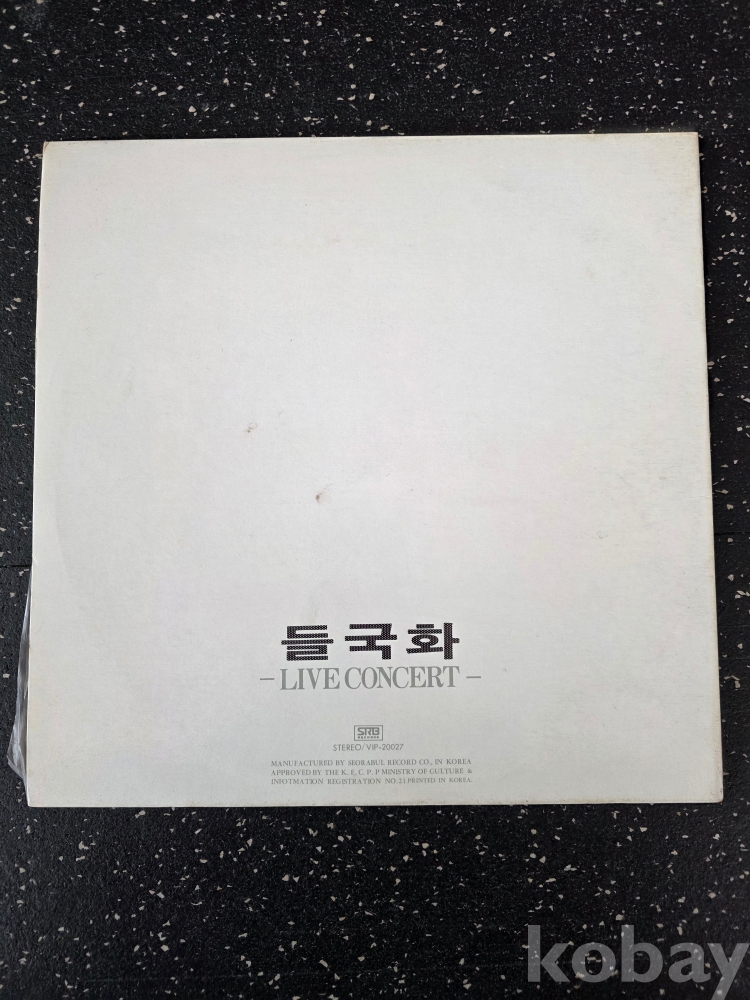 들국화
– LIVE CONCERT –
SRB
RECORDS
STEREO/VIP-20027
MANUFACTURED BY SEORABUL RECORD CO., IN KOREA
APPROVED BY THE K. E. C. P. P MINISTRY OF CULTURE &
INFOTMATION REGISTRATION NO.21 PRINTED IN KOREA.
kobay